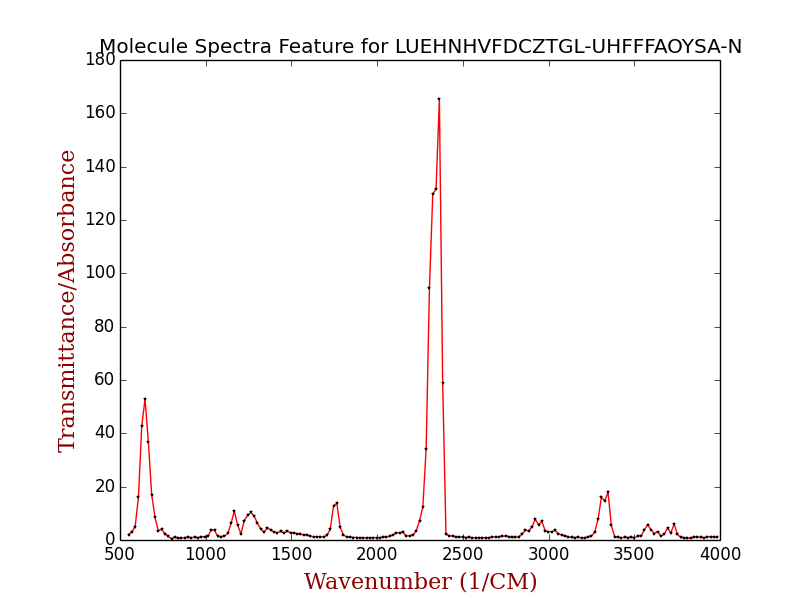 Molecule Spectra Feature for LUEHNHVFDCZTGL-UHFFFAOYSA-N
180
160
140
120
100
80
60
40
20
0
Transmittance/Absorbance
500 1000 1500 2000 2500 3000 3500 4000
Wavenumber (1/CM)